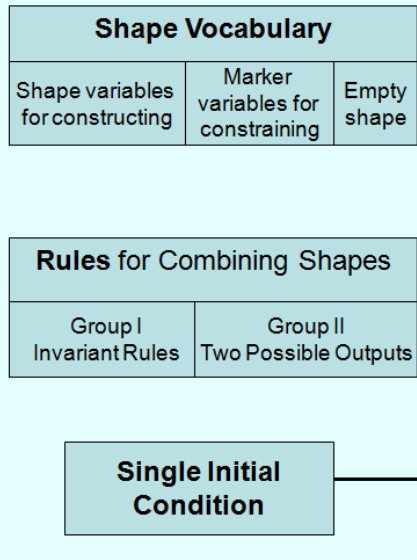 Shape Vocabulary
Shape variables
for constructing
Marker
variables for
constraining
Empty
shape
Rules for Combining Shapes
Group I
Invariant Rules
Group II
Two Possible Outputs
Single Initial
Condition